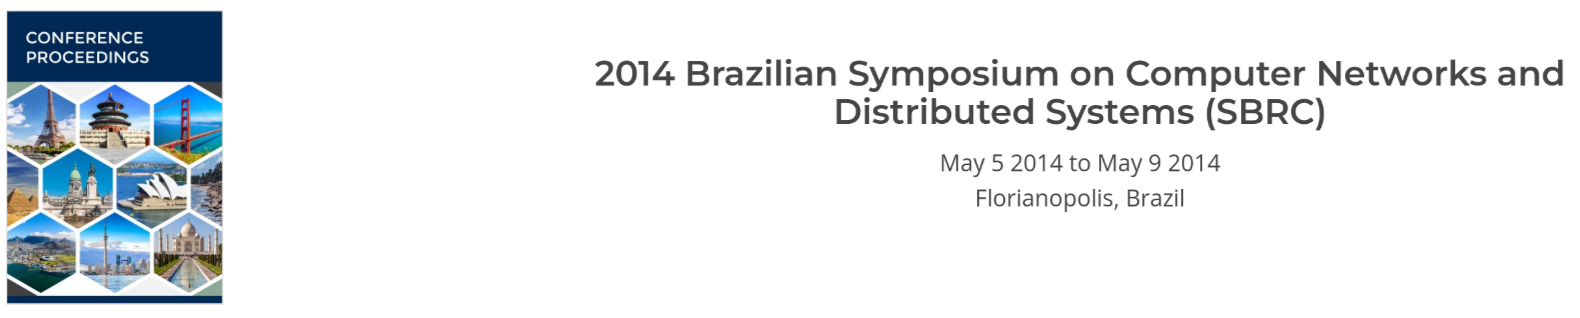 CONFERENCE
PROCEEDINGS
2014 Brazilian Symposium on Computer Networks and
Distributed Systems (SBRC)
May 5 2014 to May 9 2014
Florianopolis, Brazil